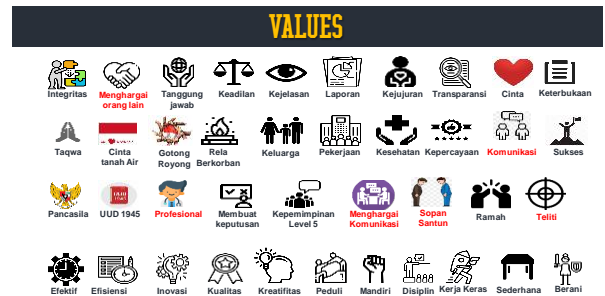 VALUES
Integritas
Menghargai
orang lain
Tanggung
jawab
Keadilan
Kejelasan
Laporan
Kejujuran
Transparansi
Cinta
Keterbukaan
Taqwa
Cinta
tanah Air
Gotong
Royong
Rela
Berkorban
Keluarga
Pekerjaan
Kesehatan
Kepercayaan
Komunikasi
Sukses
Pancasila
UUD 1945
Profesional
Membuat
keputusan
Kepemimpinan
Level 5
Menghargai
Komunikasi
Sopan
Santun
Ramah
Teliti
Efektif
Efisiensi
Inovasi
Kualitas
Kreatifitas
Peduli
Mandiri
Disiplin
Kerja Keras
Sederhana
Berani